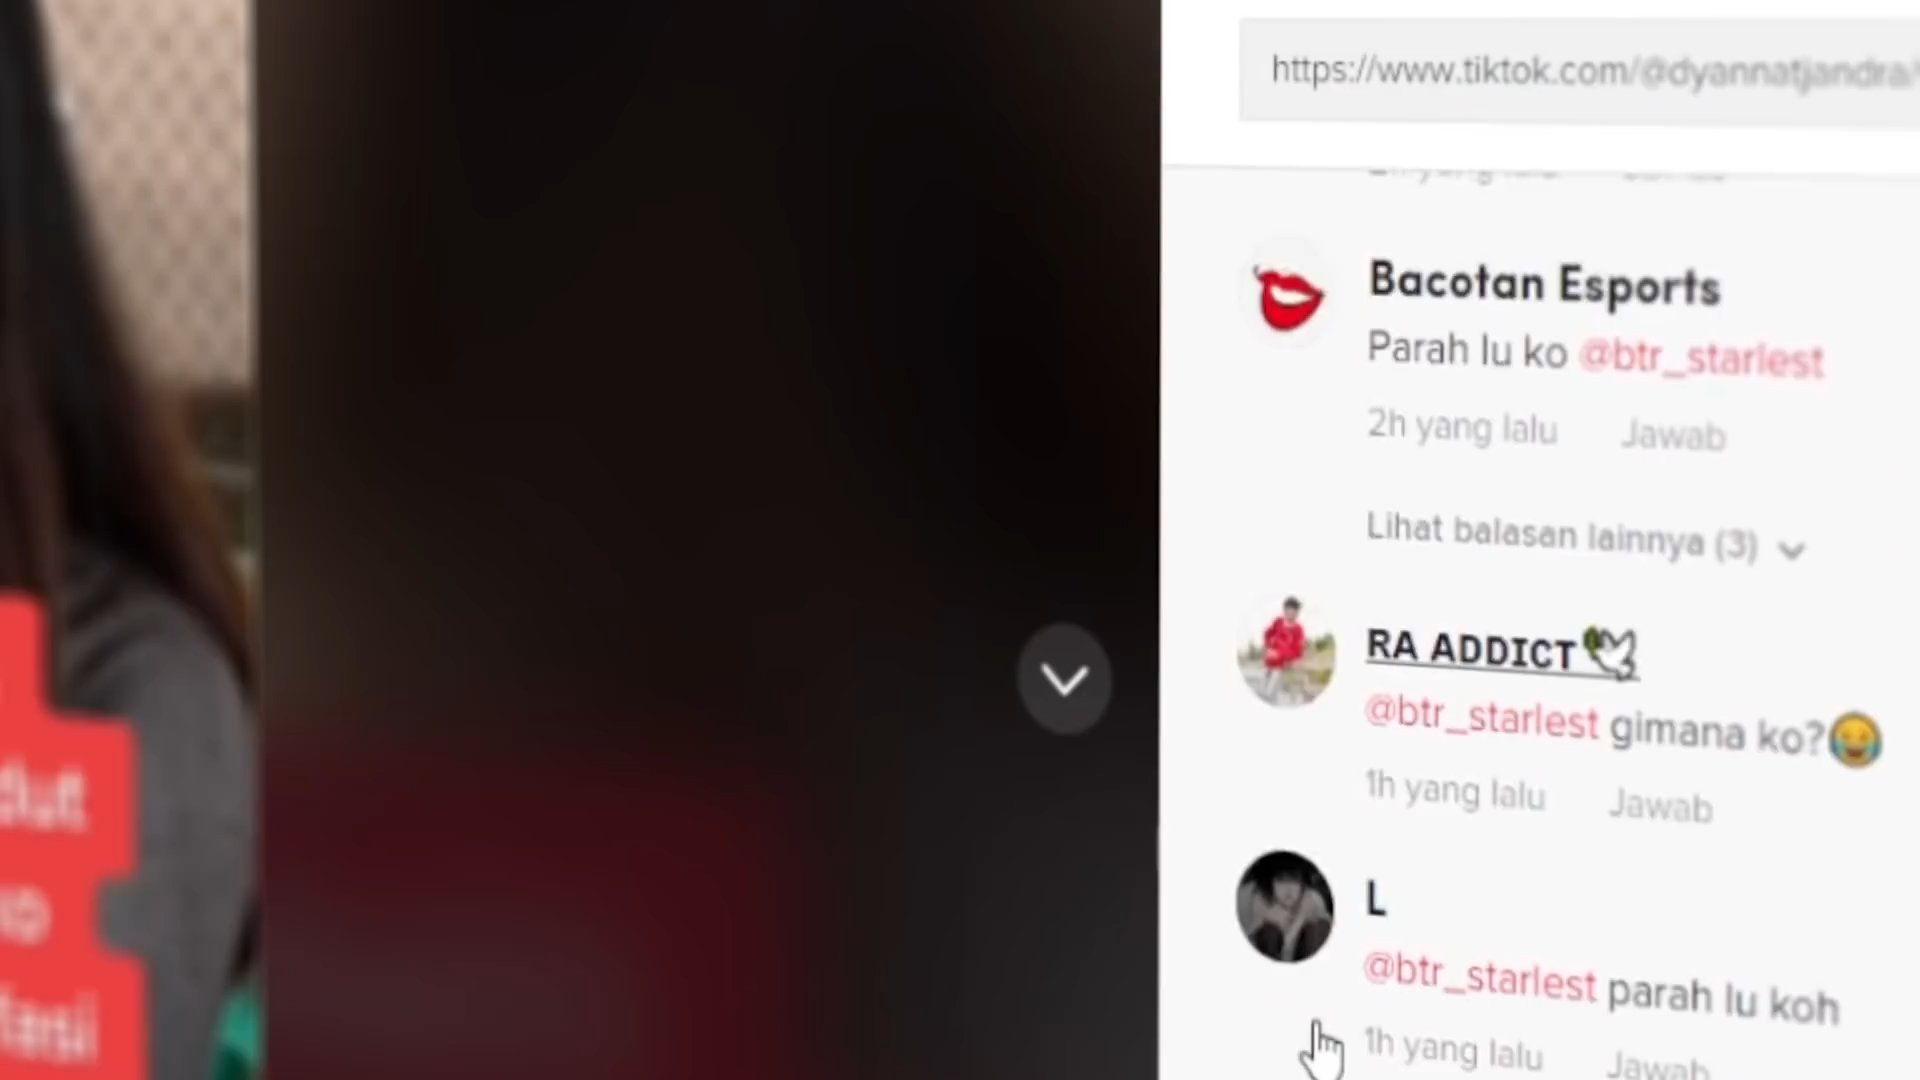 https://www.tiktok.com/@dyannatjandra/
Bacotan Esports
Parah lu ko @btr_starlest
2h yang lalu Jawab
Lihat balasan lainnya (3)
RA ADDICT🕊
@btr_starlest gimana ko?😂
1h yang lalu Jawab
L
@btr_starlest parah lu koh
1h yang lalu Jawab